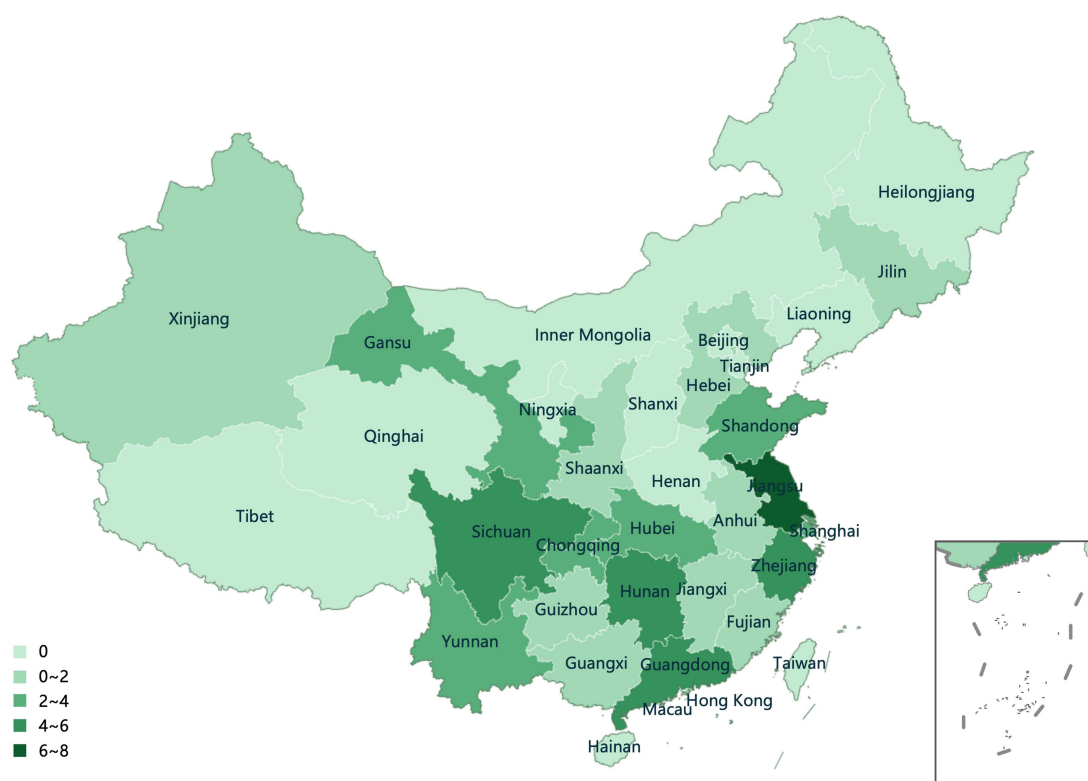 Heilongjiang
Jilin
Xinjiang
Liaoning
Inner Mongolia
Beijing
Gansu
Tianjin
Hebei
Shanxi
Ningxia
Shandong
Qinghai
Shaanxi
Henan
Jiangsu
Tibet
Anhui
Hubei
Sichuan
Shanghai
Chongqing
Zhejiang
Hunan
Jiangxi
Guizhou
Fujian
Yunnan
Guangxi
Guangdong
Taiwan
Hong Kong
Macau
Hainan
0
0~2
2~4
4~6
6~8